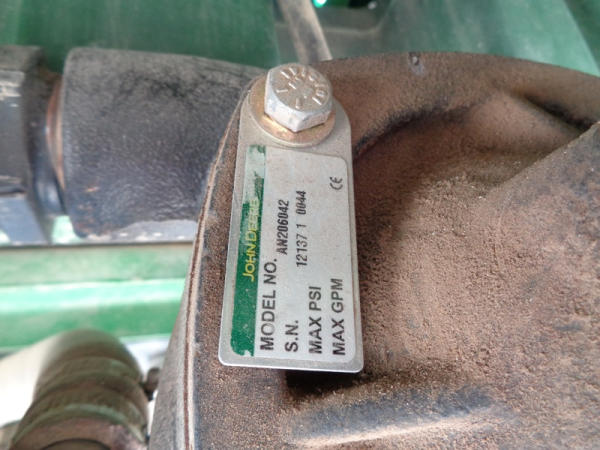 JOHN DEERE
MODEL NO. AN206042
S.N. 12137 1 0044
MAX PSI
MAX GPM
CE